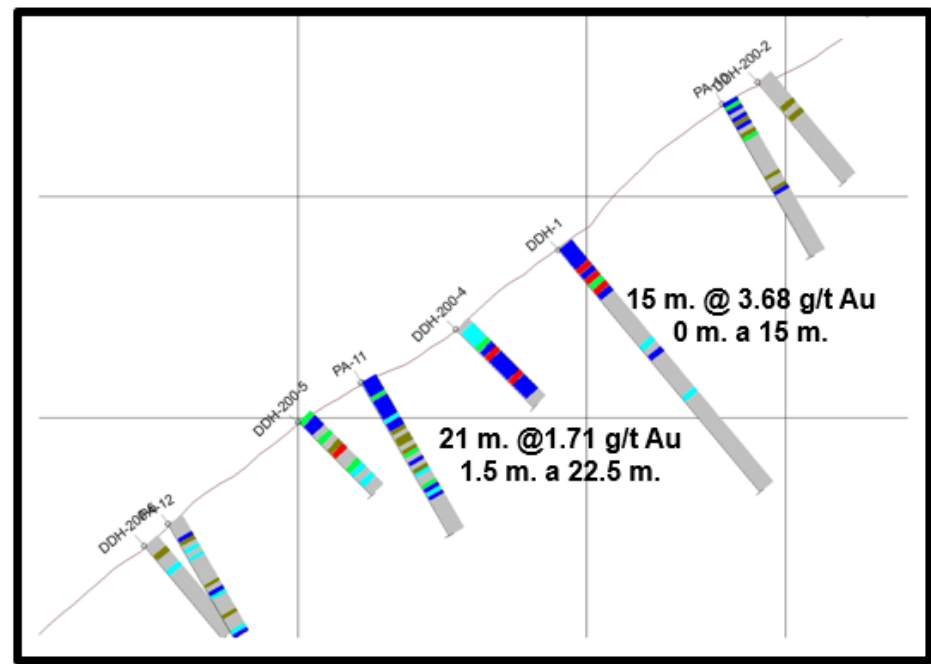 DDH-200-2
PA-10
DDH-1
15 m. @ 3.68 g/t Au
0 m. a 15 m.
DDH-200-4
PA-11
DDH-200-5
21 m. @1.71 g/t Au
1.5 m. a 22.5 m.
PA-12